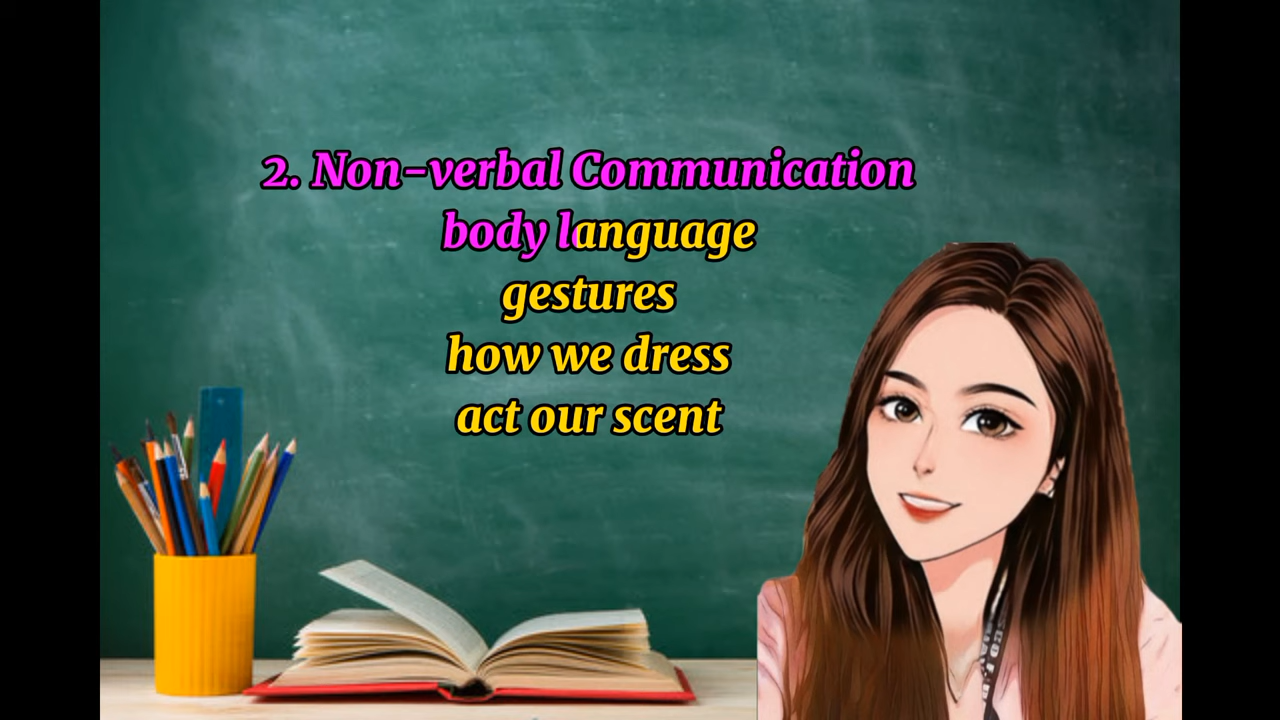 2. Non-verbal Communication
body language
gestures
how we dress
act our scent